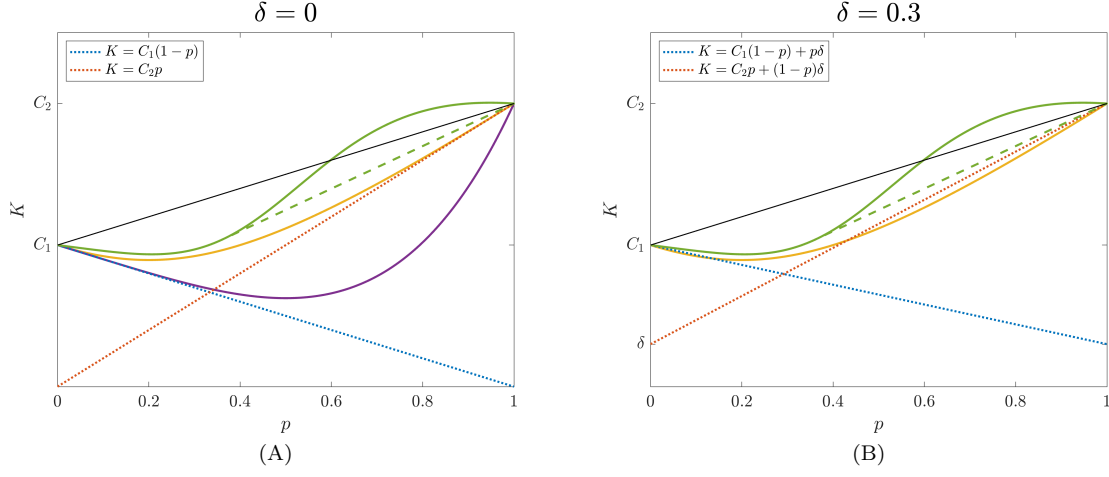 δ = 0
K = C₁(1 − p)
K = C₂p
C₂
K
C₁
0
0.2
0.4
0.6
0.8
1
p
(A)
δ = 0.3
K = C₁(1 − p) + pδ
K = C₂p + (1 − p)δ
C₂
K
C₁
δ
0
0.2
0.4
0.6
0.8
1
p
(B)